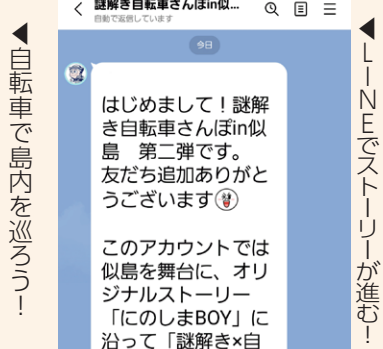 謎解き自転車さんぽin似...
自動で返信しています
今日
はじめまして！謎解
き自転車さんぽin似
島　第二弾です。
友だち追加ありがと
うございます
このアカウントでは
似島を舞台に、オリ
ジナルストーリー
「にのしまBOY」に
沿って「謎解き×自
◀LINEでストーリーが進む！
◀自転車で島内を巡ろう！